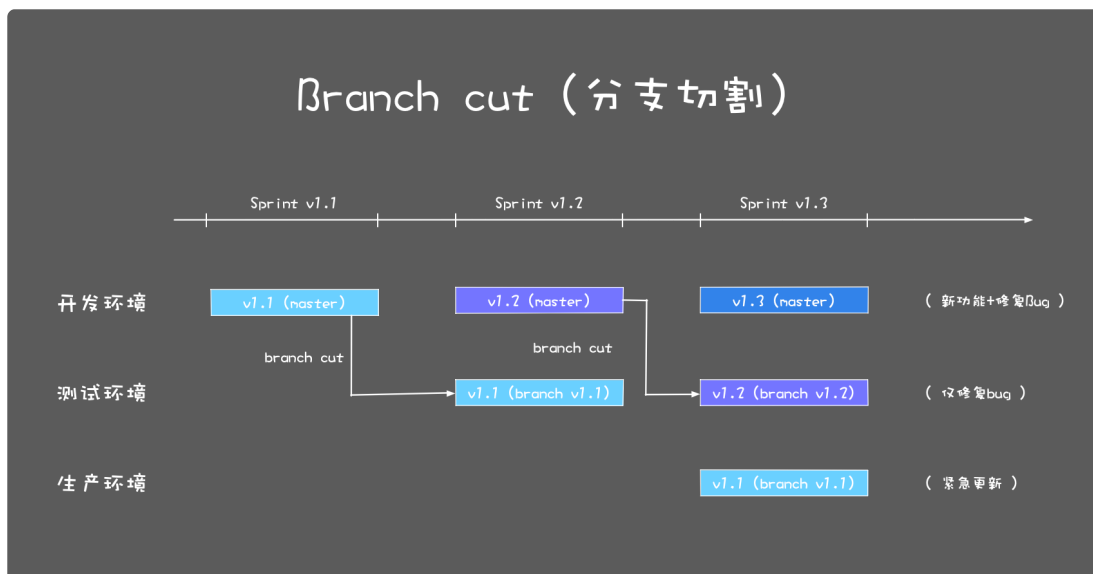 Branch cut (分支切割)
Sprint v1.1
Sprint v1.2
Sprint v1.3
开发环境
v1.1 (master)
v1.2 (master)
v1.3 (master)
( 新功能+修复Bug )
branch cut
branch cut
测试环境
v1.1 (branch v1.1)
v1.2 (branch v1.2)
( 仅修复bug )
生产环境
v1.1 (branch v1.1)
( 紧急更新 )